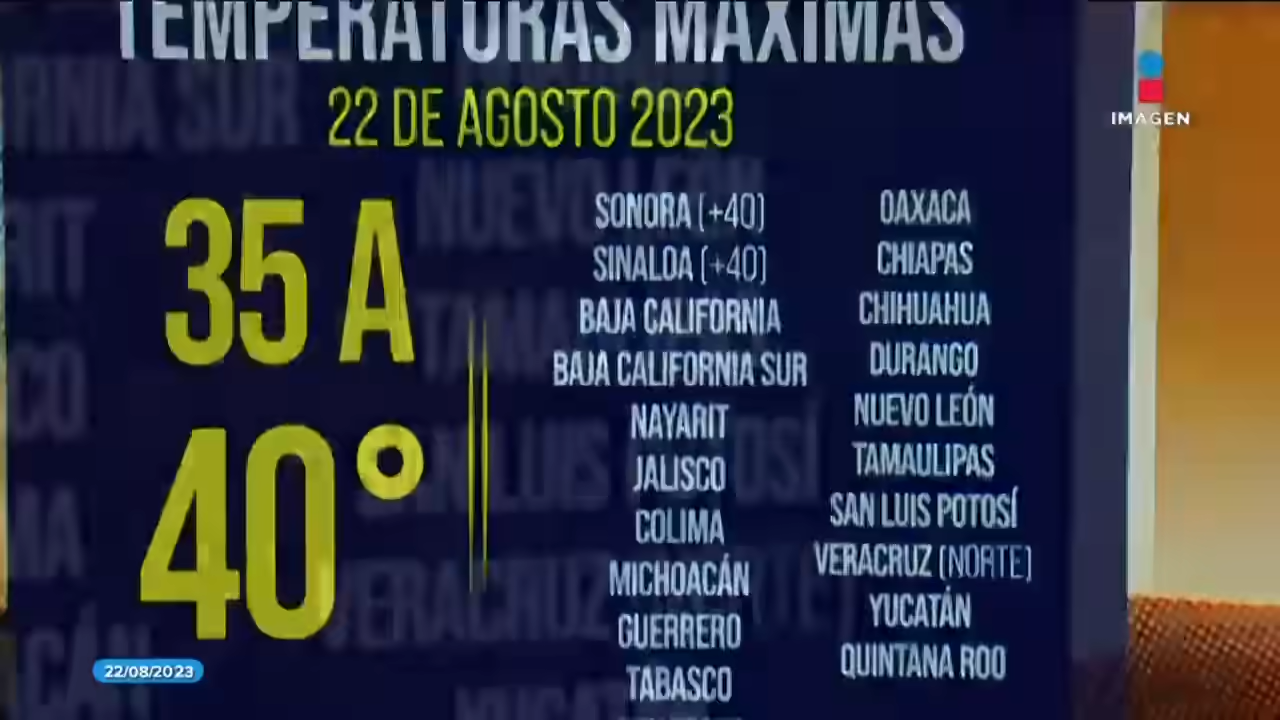 TEMPERATURAS MÁXIMAS
22 DE AGOSTO 2023
35 A
40°
SONORA (+40)
SINALOA (+40)
BAJA CALIFORNIA
BAJA CALIFORNIA SUR
NAYARIT
JALISCO
COLIMA
MICHOACÁN
GUERRERO
TABASCO
OAXACA
CHIAPAS
CHIHUAHUA
DURANGO
NUEVO LEÓN
TAMAULIPAS
SAN LUIS POTOSÍ
VERACRUZ (NORTE)
YUCATÁN
QUINTANA ROO
IMAGEN
22/08/2023